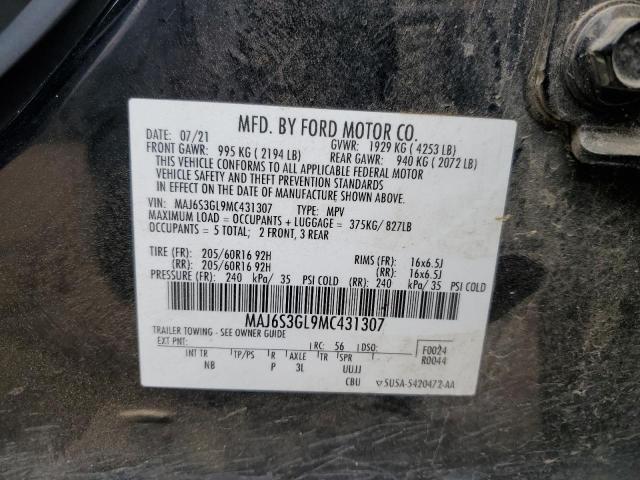 MFD. BY FORD MOTOR CO.
DATE: 07/21 GVWR: 1929 KG ( 4253 LB)
FRONT GAWR: 995 KG ( 2194 LB) REAR GAWR: 940 KG ( 2072 LB)
THIS VEHICLE CONFORMS TO ALL APPLICABLE FEDERAL MOTOR
VEHICLE SAFETY AND THEFT PREVENTION STANDARDS
IN EFFECT ON THE DATE OF MANUFACTURE SHOWN ABOVE.
VIN: MAJ6S3GL9MC431307 TYPE: MPV
MAXIMUM LOAD = OCCUPANTS + LUGGAGE = 375KG/ 827LB
OCCUPANTS = 5 TOTAL; 2 FRONT, 3 REAR
TIRE (FR): 205/60R16 92H RIMS (FR): 16x6.5J
(RR): 205/60R16 92H (RR): 16x6.5J
PRESSURE (FR): 240 kPa/ 35 PSI COLD (RR): 240 kPa/ 35 PSI COLD
MAJ6S3GL9MC431307
TRAILER TOWING - SEE OWNER GUIDE
EXT PNT: RC: 56 DSO: F0024
R0044
INT TR TP/PS R AXLE TR SPR
NB P 3L UUJJ
CBU 5USA-5420472-AA